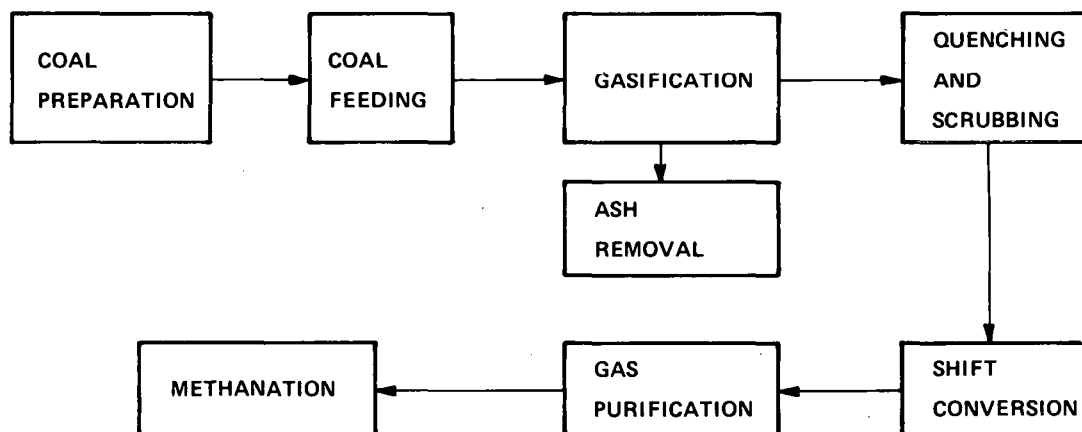 COAL
PREPARATION
COAL
FEEDING
GASIFICATION
QUENCHING
AND
SCRUBBING
ASH
REMOVAL
METHANATION
GAS
PURIFICATION
SHIFT
CONVERSION